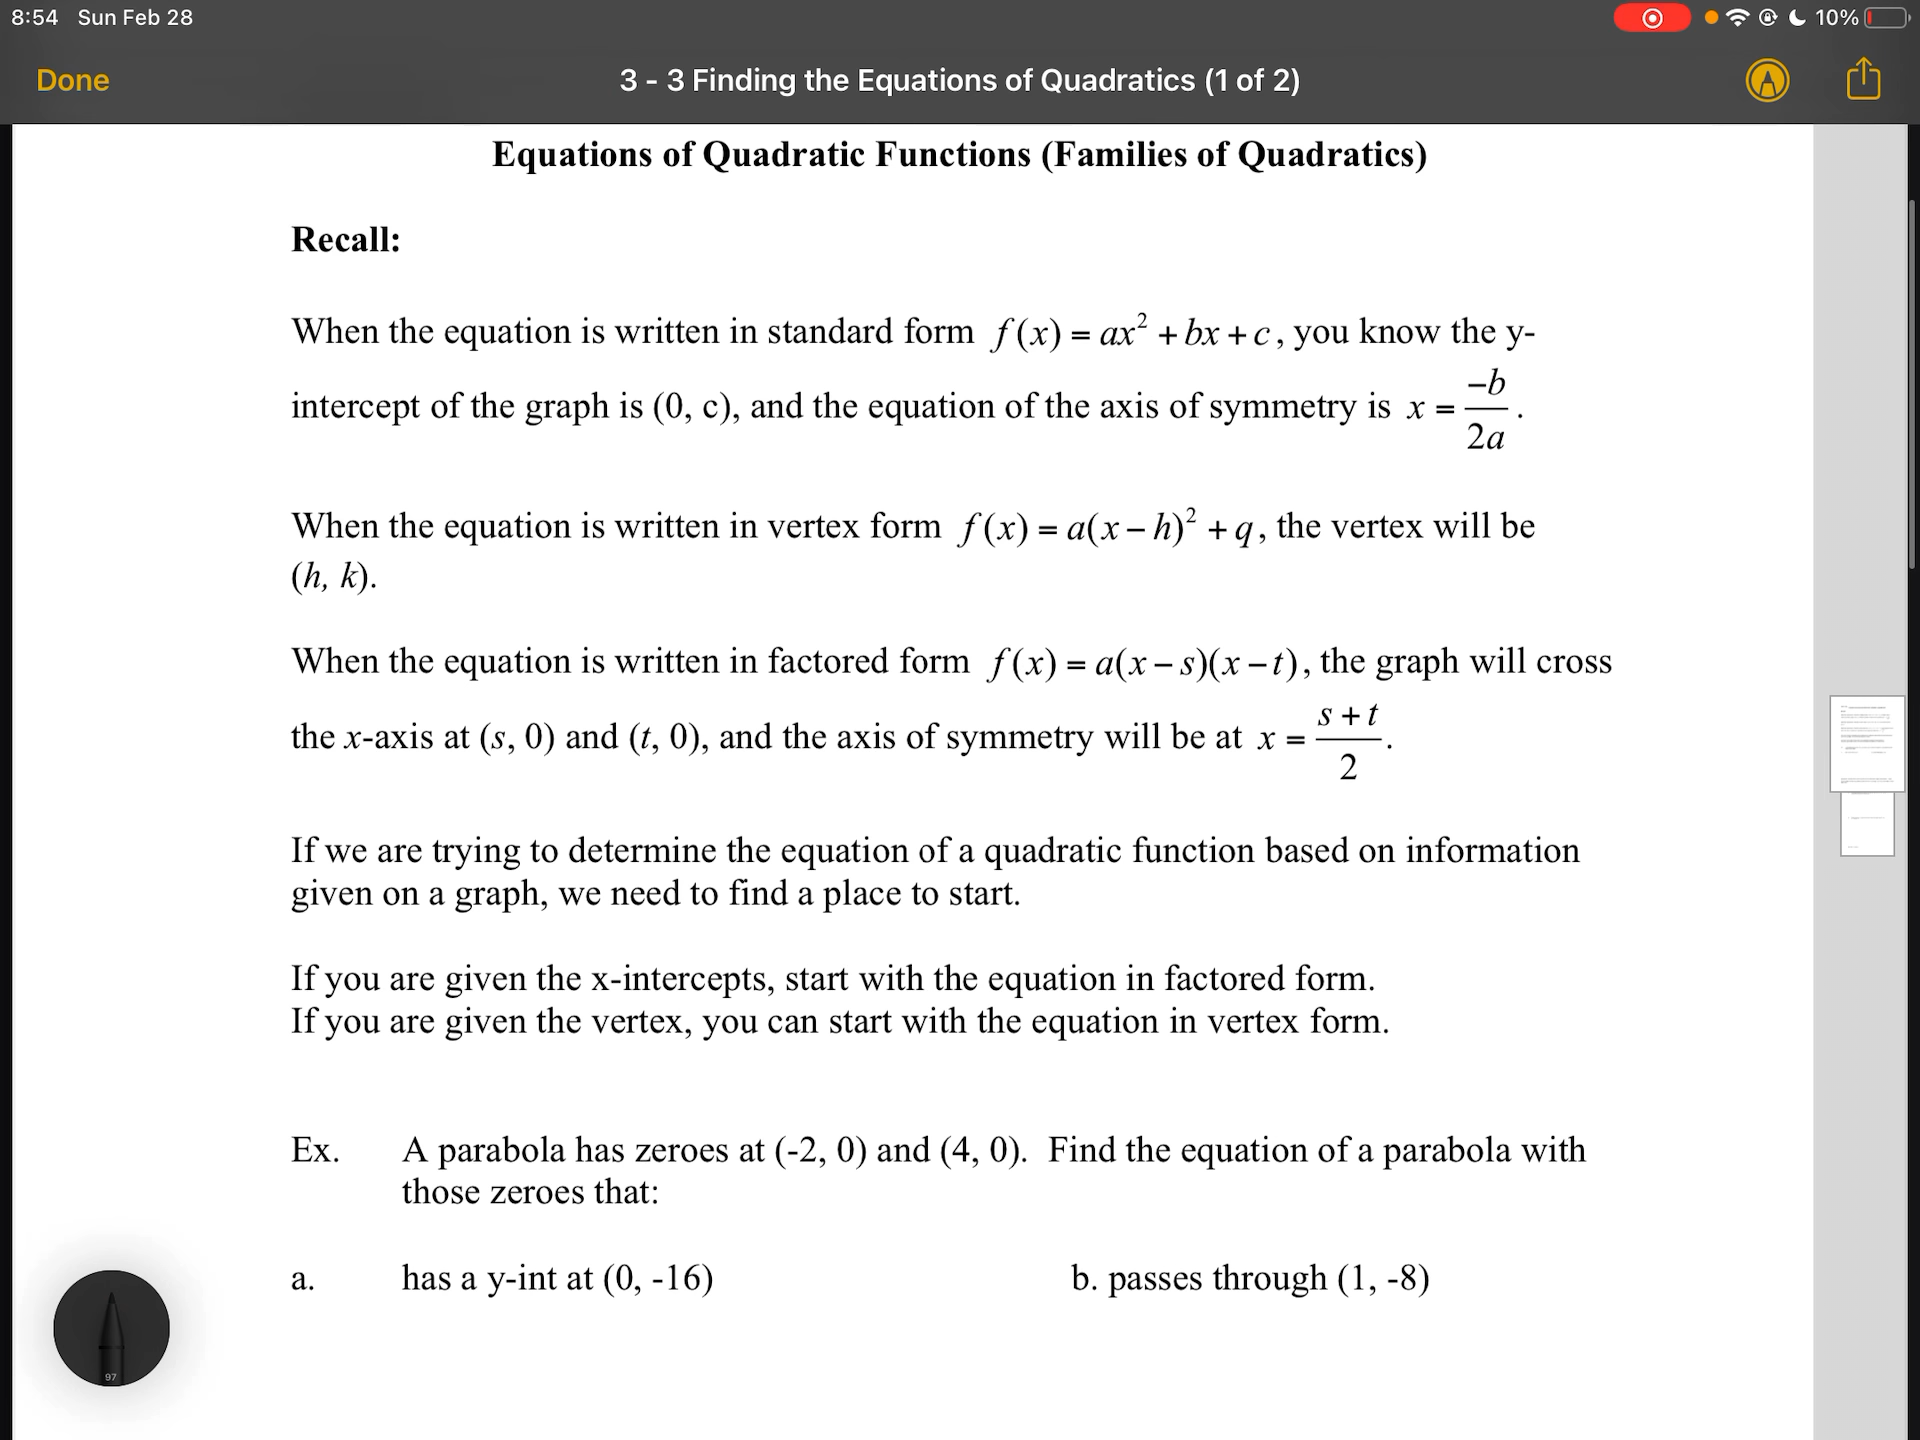 8:54 Sun Feb 28
10%
Done
3 - 3 Finding the Equations of Quadratics (1 of 2)
Equations of Quadratic Functions (Families of Quadratics)
Recall:
When the equation is written in standard form f(x) = ax² + bx + c, you know the y-
intercept of the graph is (0, c), and the equation of the axis of symmetry is x = -b/2a.
When the equation is written in vertex form f(x) = a(x – h)² + q, the vertex will be
(h, k).
When the equation is written in factored form f(x) = a(x – s)(x – t), the graph will cross
the x-axis at (s, 0) and (t, 0), and the axis of symmetry will be at x = s + t/2.
If we are trying to determine the equation of a quadratic function based on information
given on a graph, we need to find a place to start.
If you are given the x-intercepts, start with the equation in factored form.
If you are given the vertex, you can start with the equation in vertex form.
Ex. A parabola has zeroes at (-2, 0) and (4, 0). Find the equation of a parabola with
those zeroes that:
a. has a y-int at (0, -16) b. passes through (1, -8)
97